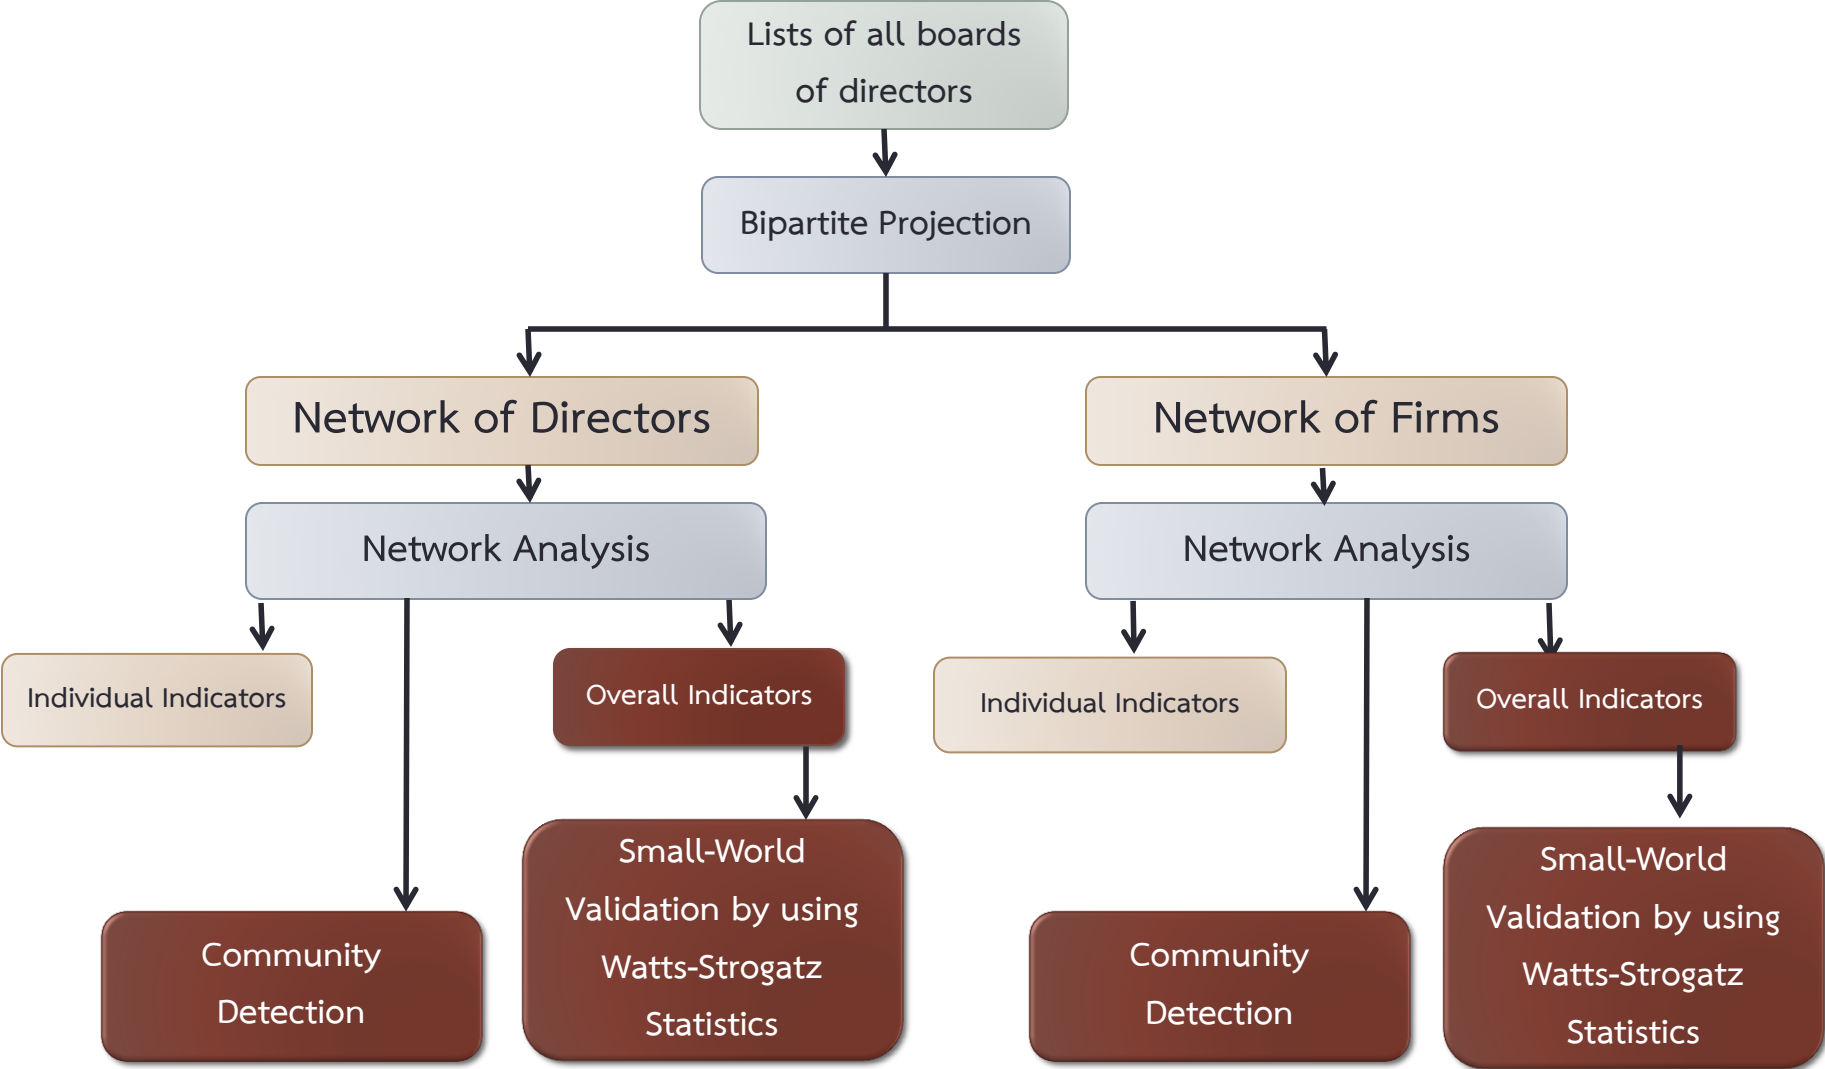 Lists of all boards
of directors
Bipartite Projection
Network of Directors
Network of Firms
Network Analysis
Network Analysis
Individual Indicators
Overall Indicators
Individual Indicators
Overall Indicators
Community
Detection
Small-World
Validation by using
Watts-Strogatz
Statistics
Community
Detection
Small-World
Validation by using
Watts-Strogatz
Statistics